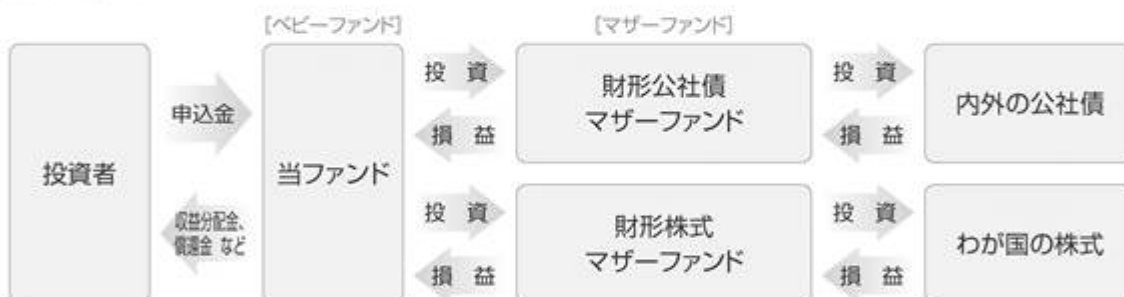 [ベビーファンド]
[マザーファンド]
投資者
申込金
収益分配金、
償還金 など
当ファンド
投 資
損 益
財形公社債
マザーファンド
投 資
損 益
内外の公社債
投 資
損 益
財形株式
マザーファンド
投 資
損 益
わが国の株式